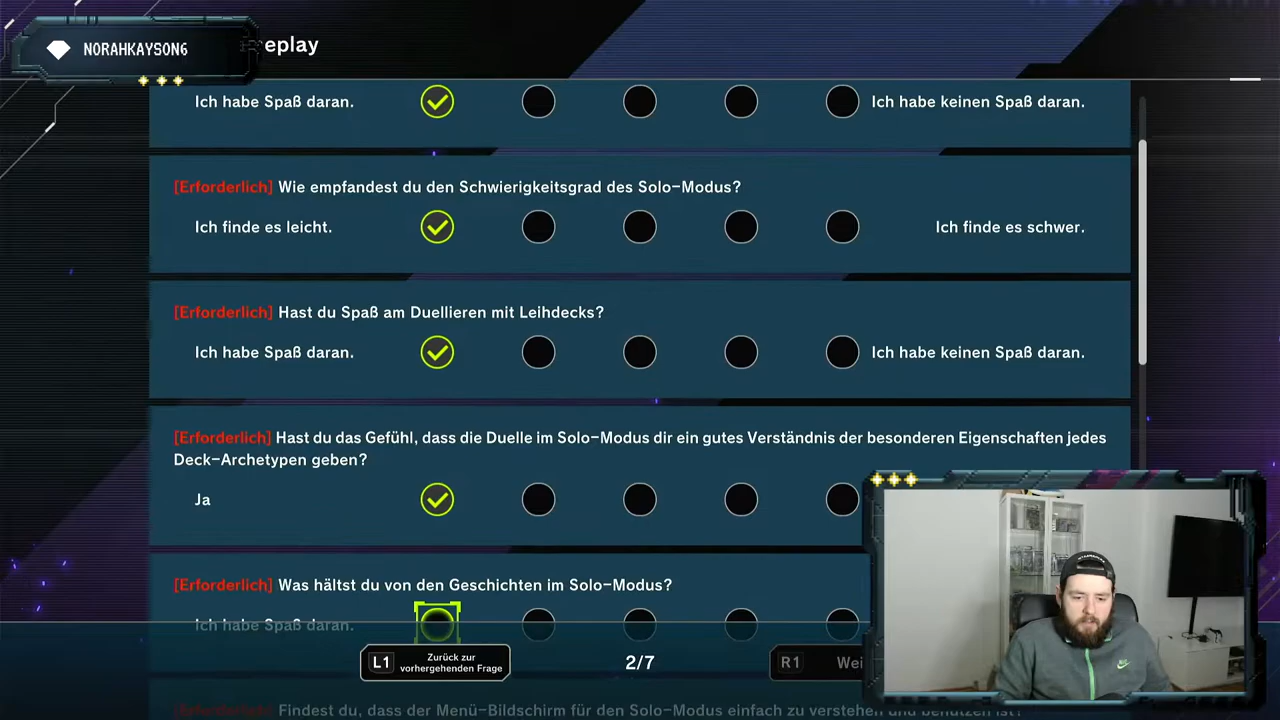 NORAHKAYSON6
eplay
Ich habe Spaß daran.
Ich habe keinen Spaß daran.
[Erforderlich] Wie empfandest du den Schwierigkeitsgrad des Solo-Modus?
Ich finde es leicht.
Ich finde es schwer.
[Erforderlich] Hast du Spaß am Duellieren mit Leihdecks?
Ich habe Spaß daran.
Ich habe keinen Spaß daran.
[Erforderlich] Hast du das Gefühl, dass die Duelle im Solo-Modus dir ein gutes Verständnis der besonderen Eigenschaften jedes
Deck-Archetypen geben?
Ja
[Erforderlich] Was hältst du von den Geschichten im Solo-Modus?
Ich habe Spaß daran.
L1 Zurück zur
vorhergehenden Frage
2/7
R1 Wei
[Erforderlich] Findest du, dass der Menü-Bildschirm für den Solo-Modus einfach zu verstehen und benutzen ist?